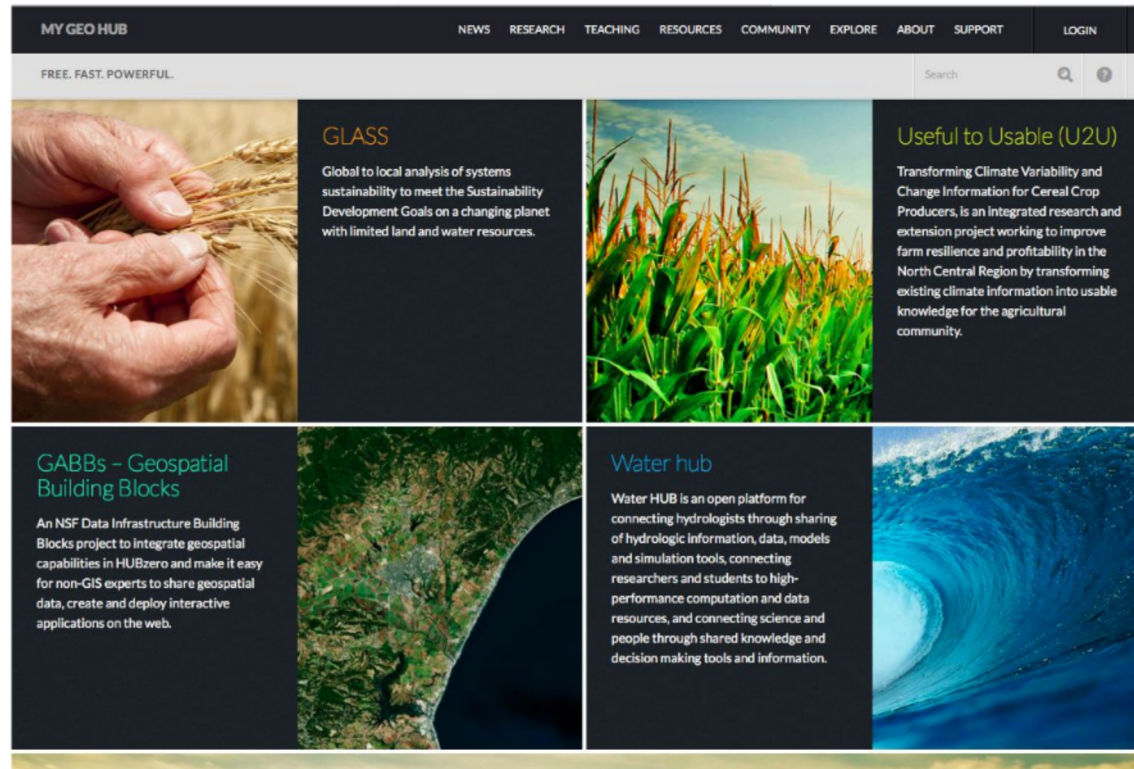 MY GEO HUB
NEWS RESEARCH TEACHING RESOURCES COMMUNITY EXPLORE ABOUT SUPPORT LOGIN
FREE. FAST. POWERFUL.
Search
GLASS
Global to local analysis of systems
sustainability to meet the Sustainability
Development Goals on a changing planet
with limited land and water resources.
Useful to Usable (U2U)
Transforming Climate Variability and
Change Information for Cereal Crop
Producers, is an integrated research and
extension project working to improve
farm resilience and profitability in the
North Central Region by transforming
existing climate information into usable
knowledge for the agricultural
community.
GABBs – Geospatial
Building Blocks
An NSF Data Infrastructure Building
Blocks project to integrate geospatial
capabilities in HUBzero and make it easy
for non-GIS experts to share geospatial
data, create and deploy interactive
applications on the web.
Water hub
Water HUB is an open platform for
connecting hydrologists through sharing
of hydrologic information, data, models
and simulation tools, connecting
researchers and students to high-
performance computation and data
resources, and connecting science and
people through shared knowledge and
decision making tools and information.